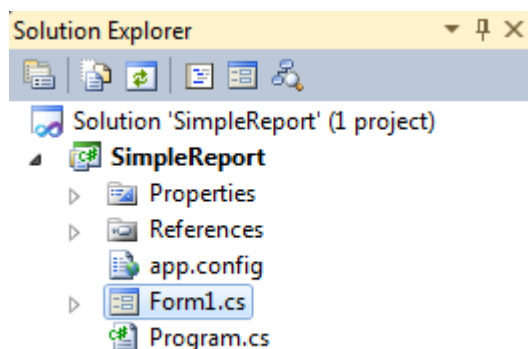 Solution Explorer
Solution 'SimpleReport' (1 project)
SimpleReport
Properties
References
app.config
Form1.cs
Program.cs